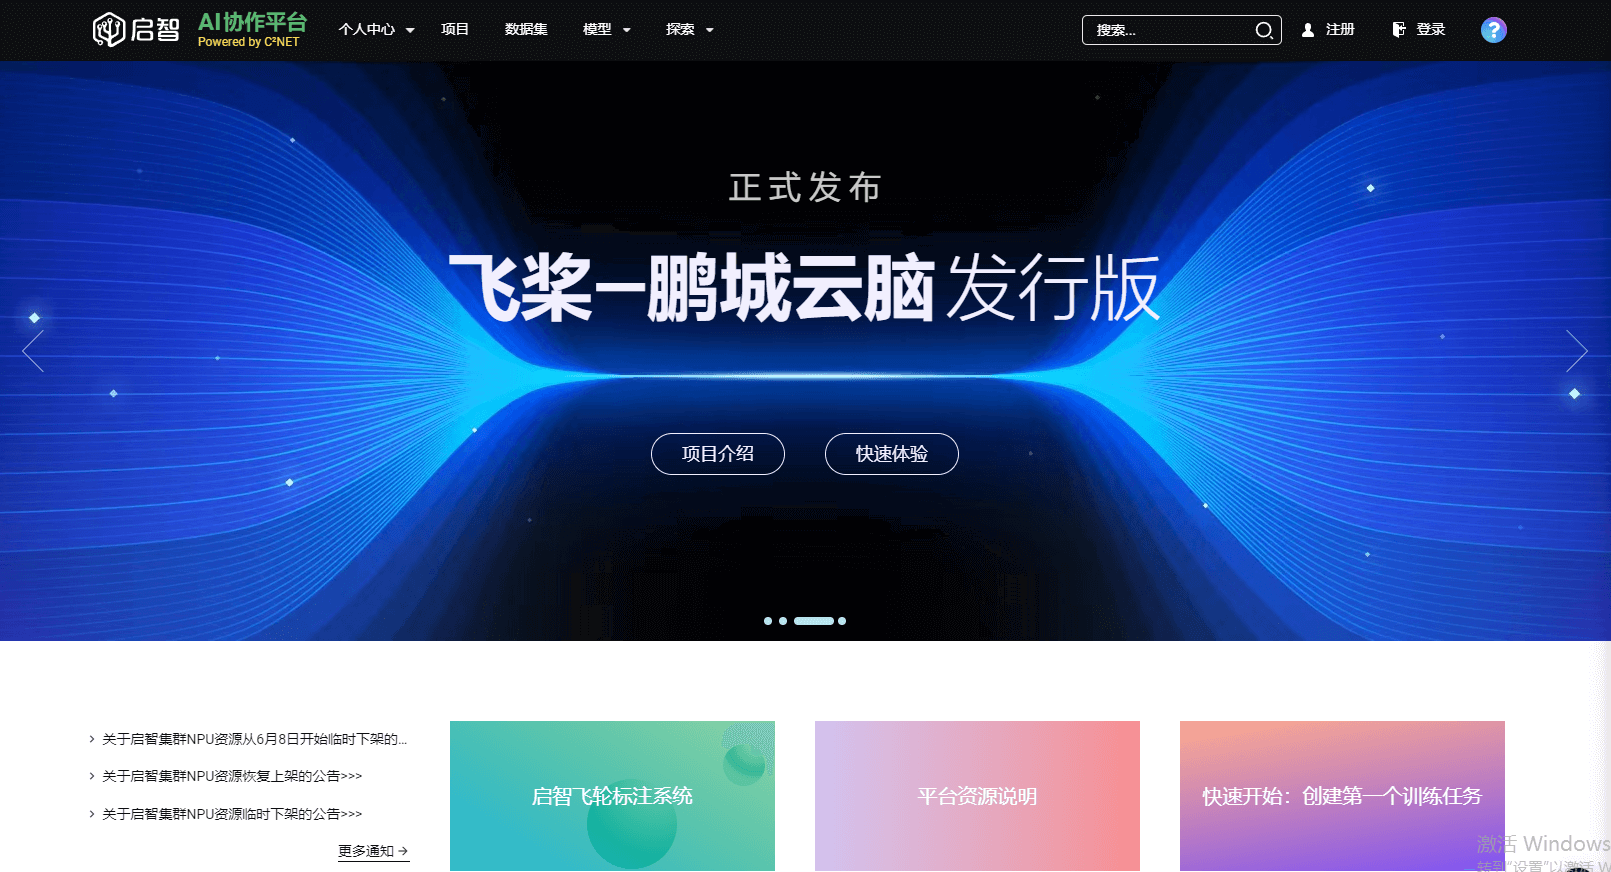 启智
AI协作平台
Powered by C²NET
个人中心
项目
数据集
模型
探索
搜索...
注册
登录
?
正式发布
飞桨—鹏城云脑发行版
项目介绍
快速体验
关于启智集群NPU资源从6月8日开始临时下架的...
关于启智集群NPU资源恢复上架的公告>>>
关于启智集群NPU资源临时下架的公告>>>
更多通知
启智飞轮标注系统
平台资源说明
快速开始：创建第一个训练任务
激活 Windows
转到"设置"以激活 W